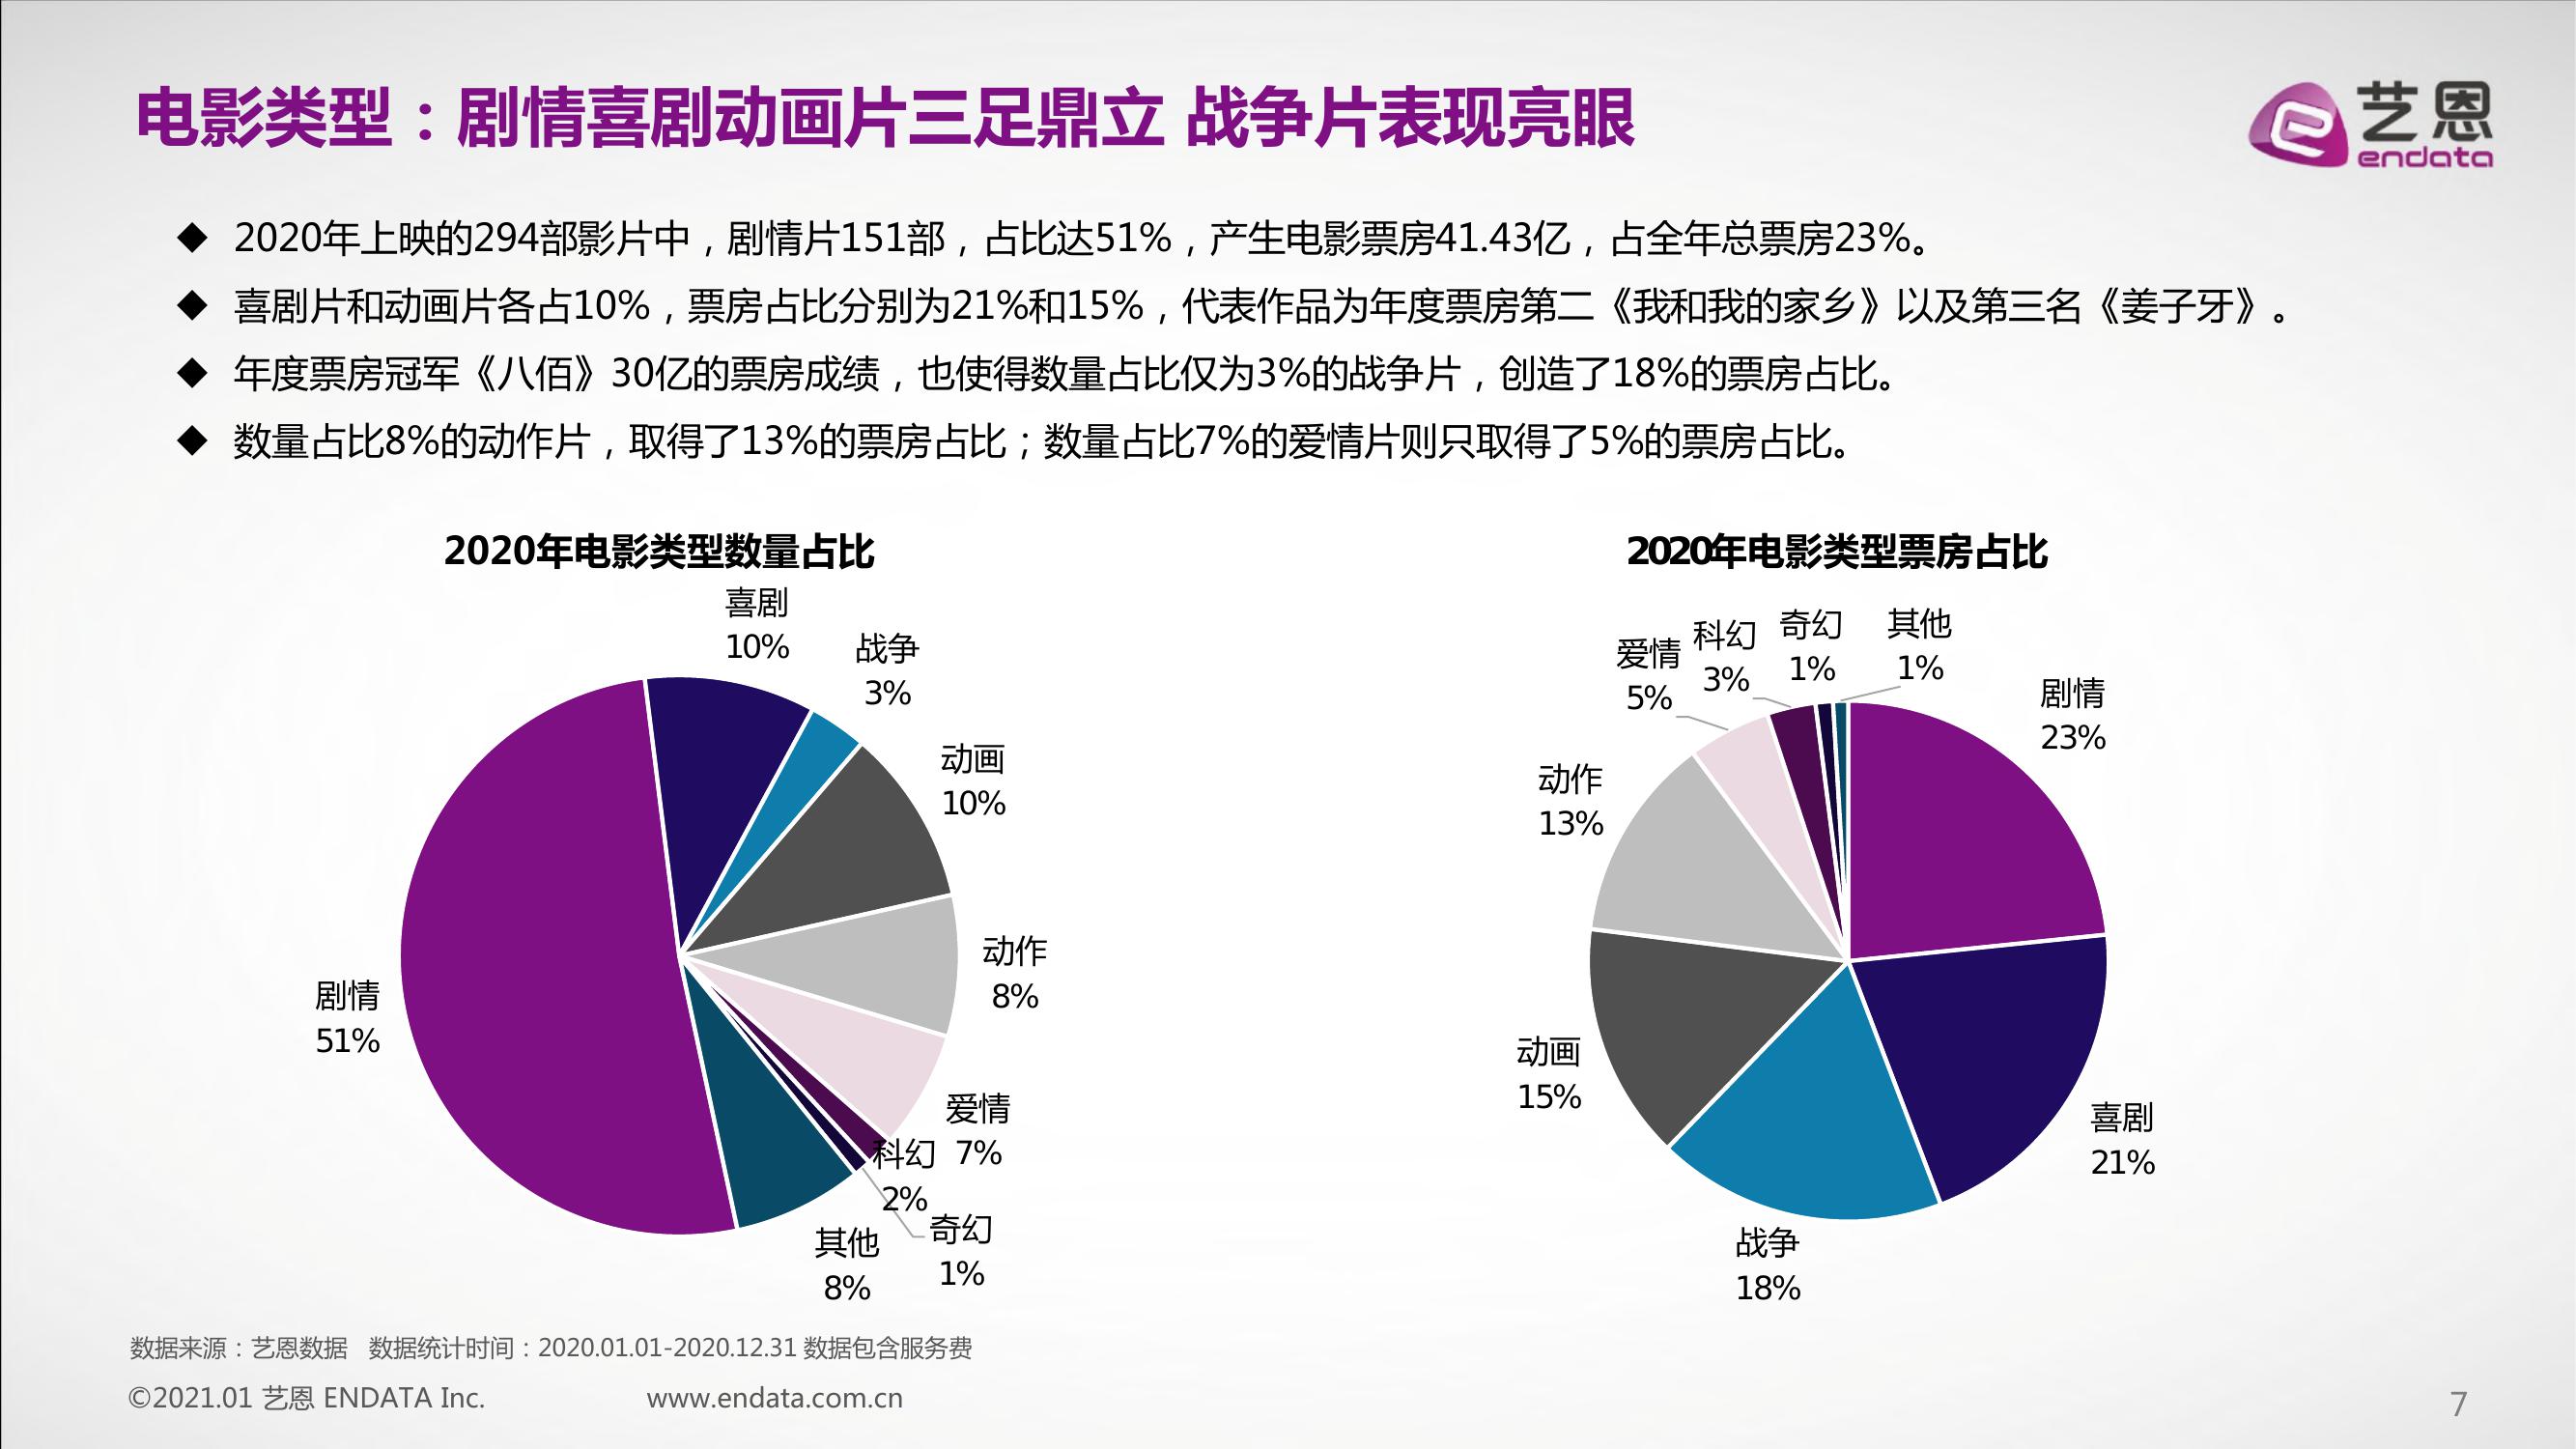 电影类型：剧情喜剧动画片三足鼎立 战争片表现亮眼
艺恩
endata
◆ 2020年上映的294部影片中，剧情片151部，占比达51%，产生电影票房41.43亿，占全年总票房23%。
◆ 喜剧片和动画片各占10%，票房占比分别为21%和15%，代表作品为年度票房第二《我和我的家乡》以及第三名《姜子牙》。
◆ 年度票房冠军《八佰》30亿的票房成绩，也使得数量占比仅为3%的战争片，创造了18%的票房占比。
◆ 数量占比8%的动作片，取得了13%的票房占比；数量占比7%的爱情片则只取得了5%的票房占比。
2020年电影类型数量占比
喜剧
10%
战争
3%
动画
10%
动作
8%
爱情
7%
科幻
2%
奇幻
1%
其他
8%
剧情
51%
2020年电影类型票房占比
剧情
23%
喜剧
21%
战争
18%
动画
15%
动作
13%
爱情
5%
科幻
3%
奇幻
1%
其他
1%
数据来源：艺恩数据 数据统计时间：2020.01.01-2020.12.31 数据包含服务费
©2021.01 艺恩 ENDATA Inc. www.endata.com.cn
7